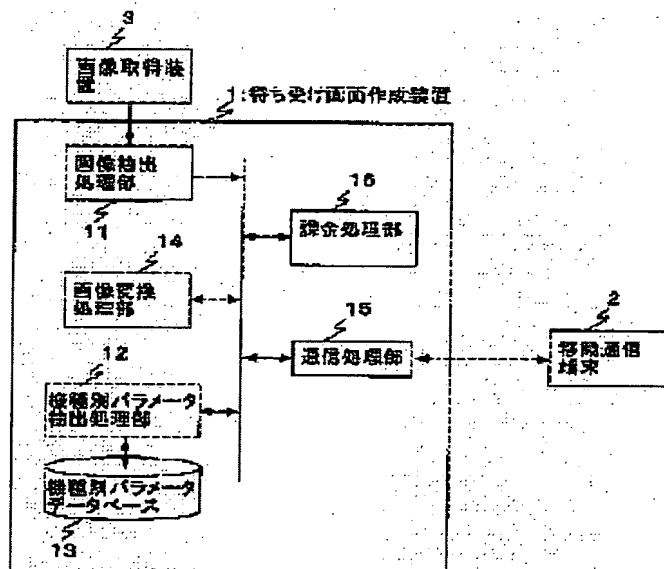 3
画像取得装
置
1:待ち受け画面作成装置
画像抽出
処理部
11
16
課金処理部
14
画像変換
処理部
15
通信処理部
2
移動通信
端末
12
機種別パラメータ
抽出処理部
機種別パラメータ
データベース
13